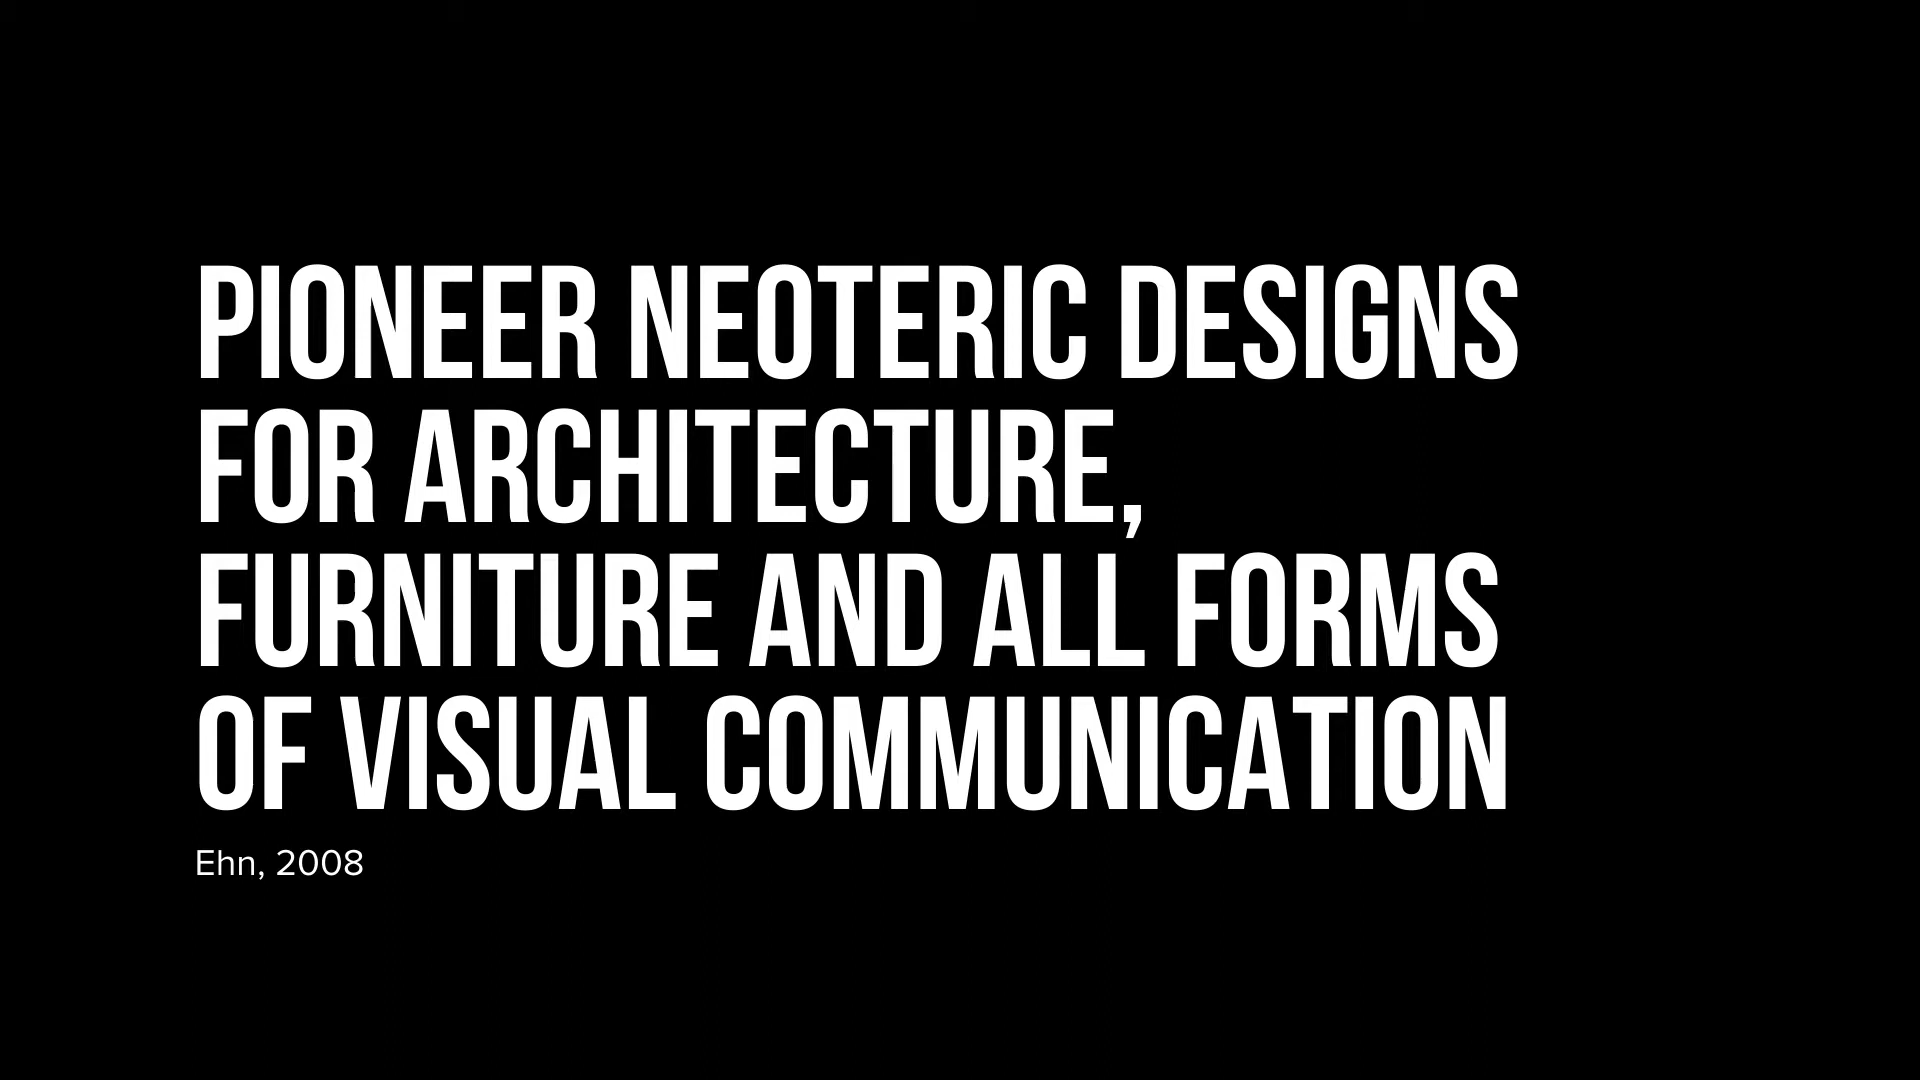 PIONEER NEOTERIC DESIGNS
FOR ARCHITECTURE,
FURNITURE AND ALL FORMS
OF VISUAL COMMUNICATION
Ehn, 2008